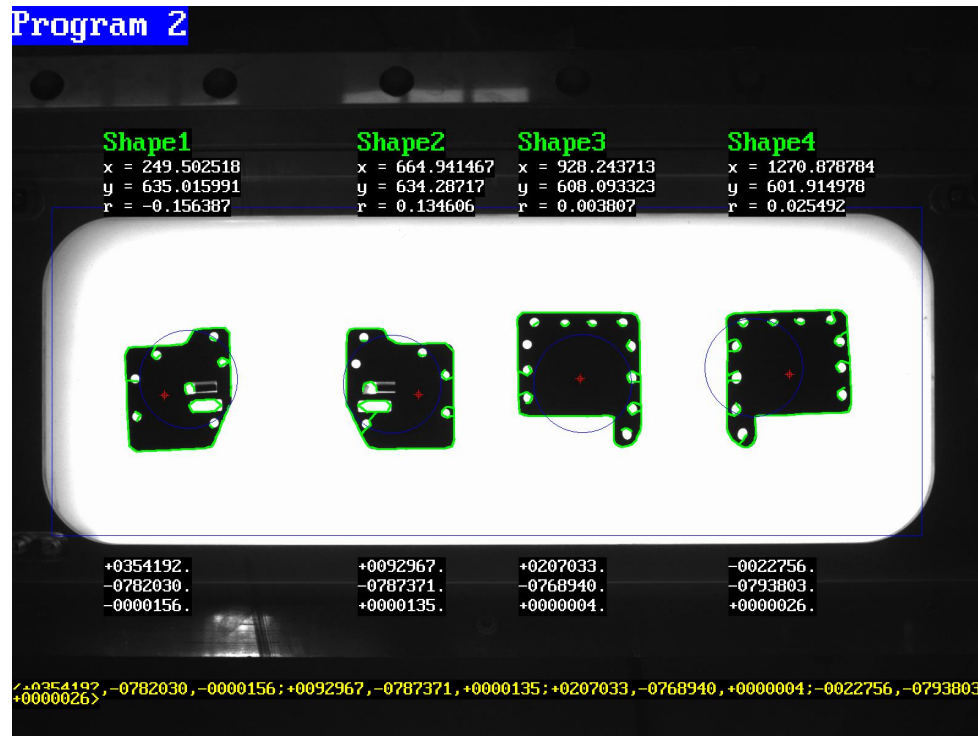 Program 2
Shape1
x = 249.502518
y = 635.015991
r = -0.156387
Shape2
x = 664.941467
y = 634.28717
r = 0.134606
Shape3
x = 928.243713
y = 608.093323
r = 0.003807
Shape4
x = 1270.878784
y = 601.914978
r = 0.025492
+0354192.
-0782030.
-0000156.
+0092967.
-0787371.
+0000135.
+0207033.
-0768940.
+0000004.
-0022756.
-0793803.
+0000026.
<+0354192,-0782030,-0000156;+0092967,-0787371,+0000135;+0207033,-0768940,+0000004;-0022756,-0793803
+0000026>